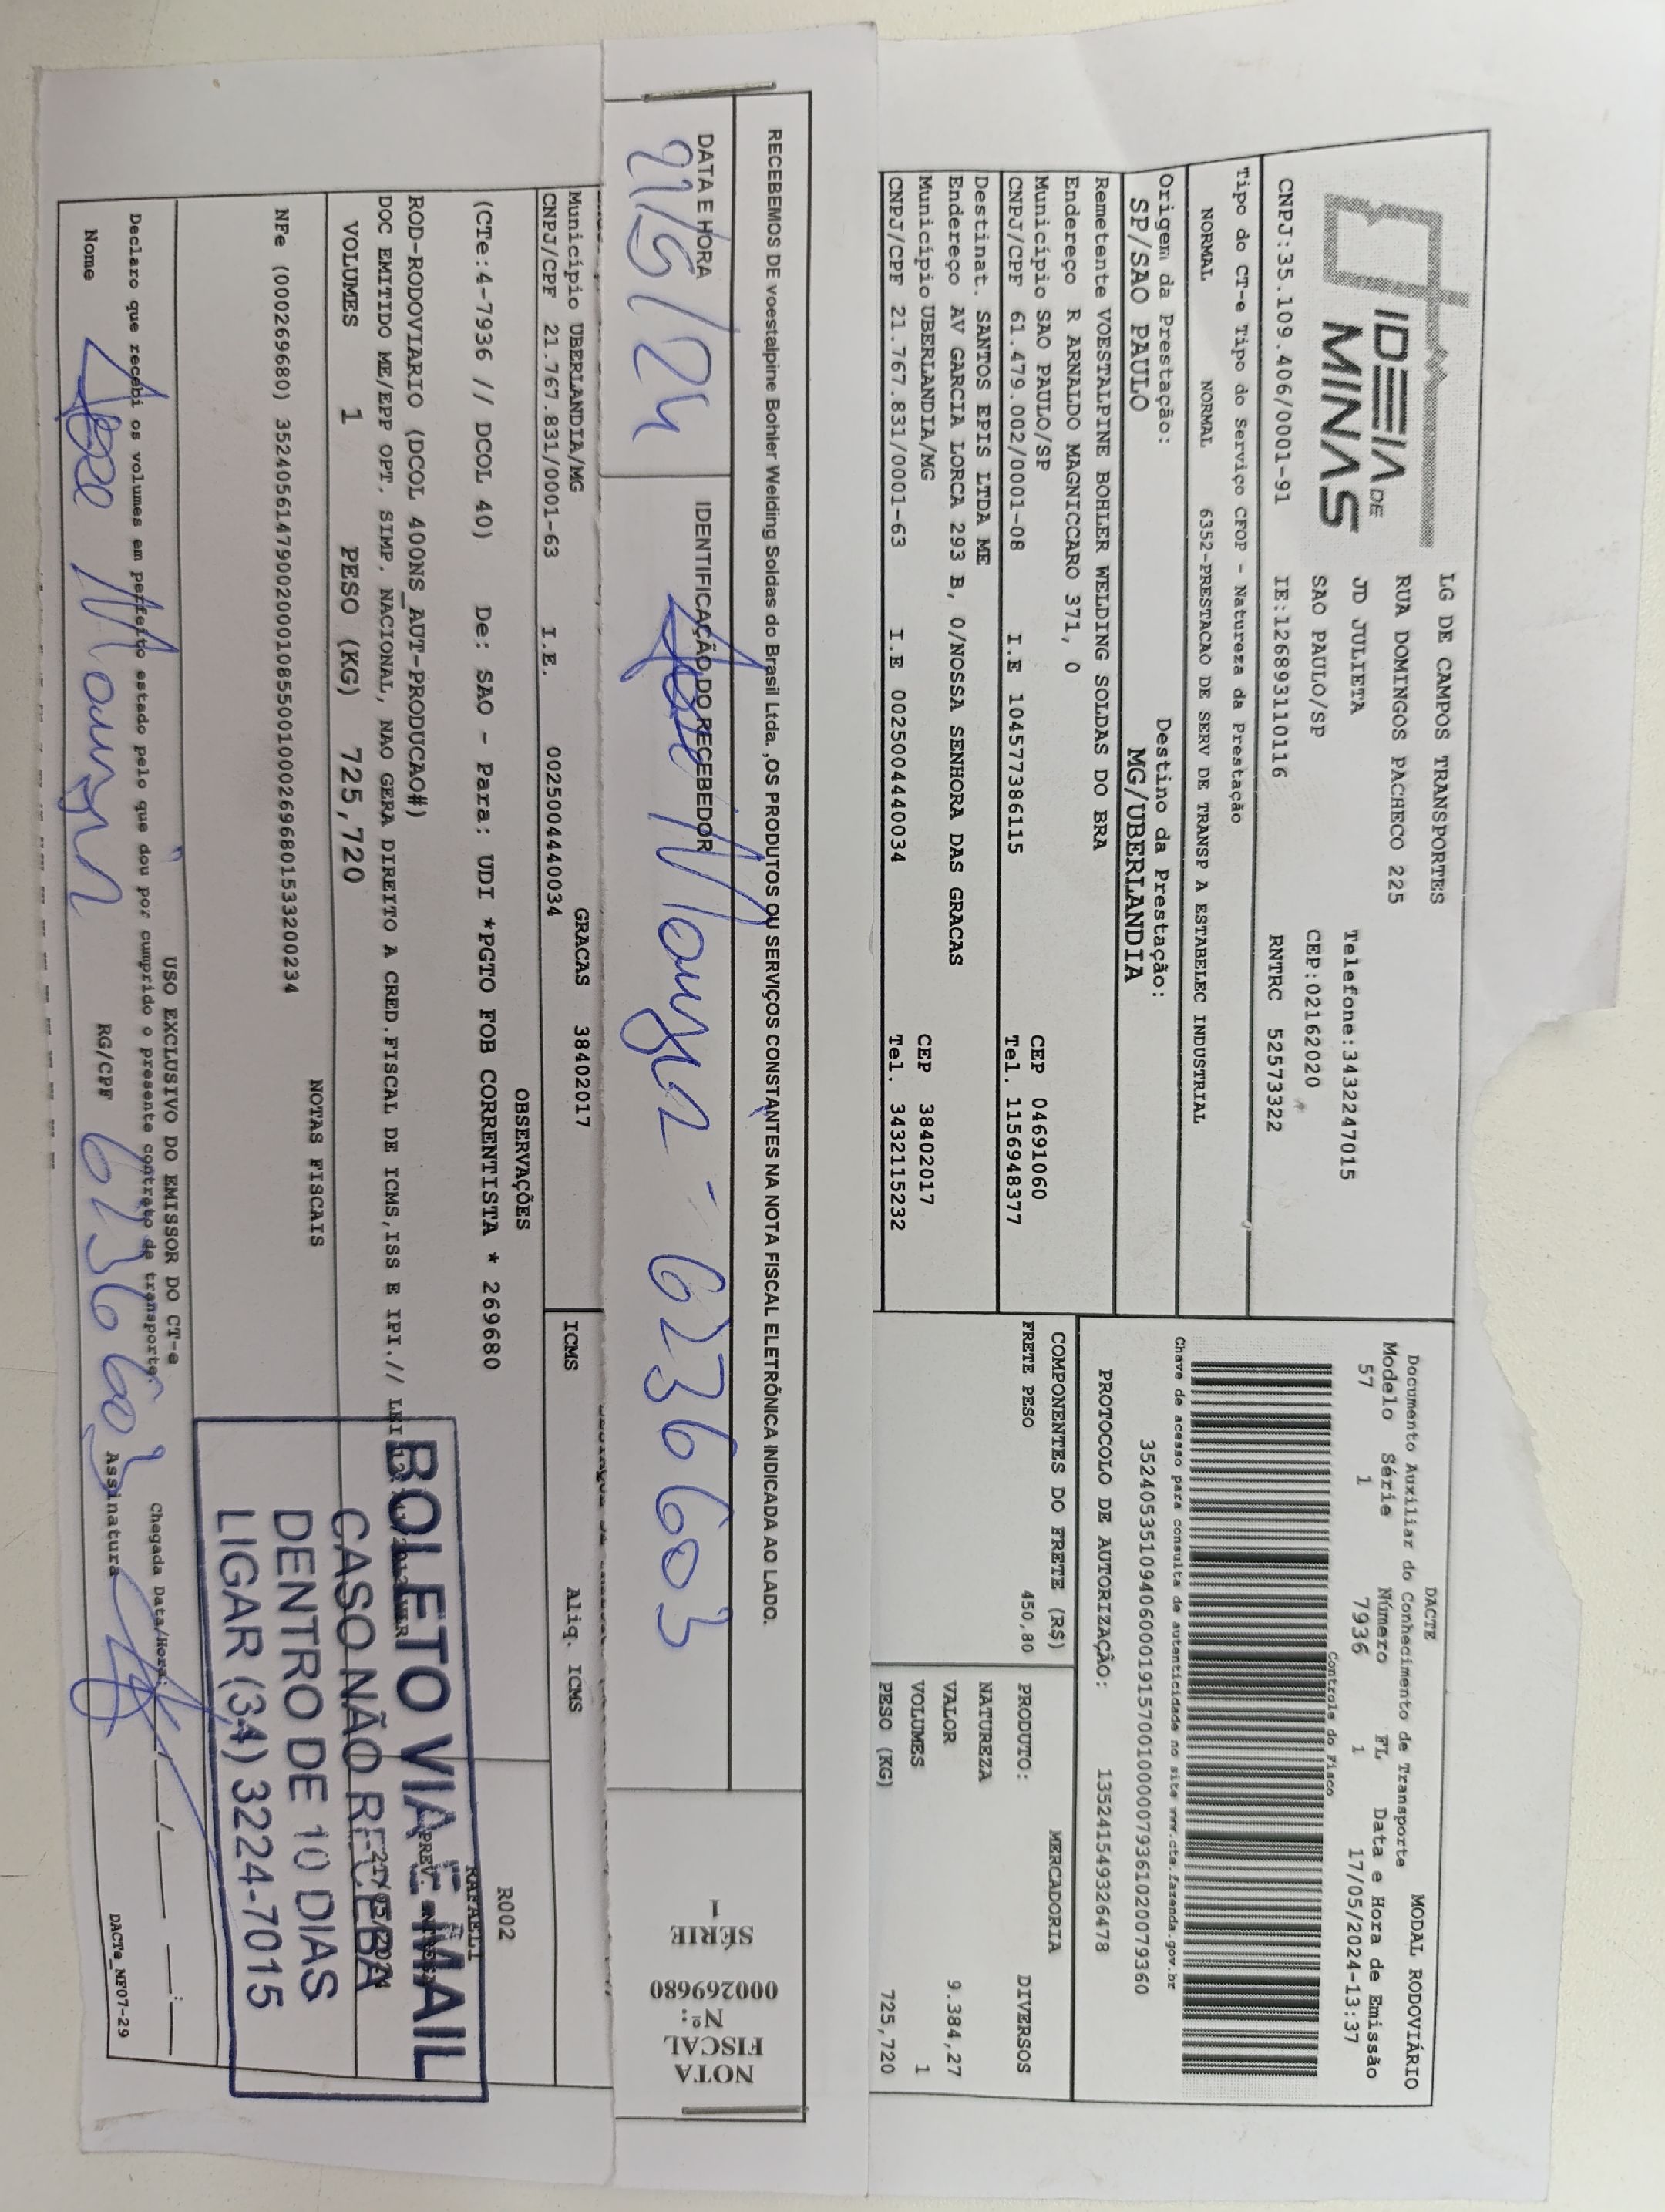 IDEIA DE
MINAS
LG DE CAMPOS TRANSPORTES
RUA DOMINGOS PACHECO 225
JD JULIETA
Telefone:3432247015
SAO PAULO/SP CEP:02162020
CNPJ:35.109.406/0001-91 IE:126893110116 RNTRC 52573322
Tipo do CT-e Tipo do Serviço CFOP - Natureza da Prestação
NORMAL NORMAL 6352-PRESTACAO DE SERV DE TRANSP A ESTABELEC INDUSTRIAL
Origem da Prestação: Destino da Prestação:
SP/SAO PAULO MG/UBERLANDIA
DACTE MODAL RODOVIÁRIO
Documento Auxiliar do Conhecimento de Transporte
Modelo Série Número FL Data e Hora de Emissão
57 1 7936 1 17/05/2024-13:37
Controle do Fisco
Chave de acesso para consulta de autenticidade no site www.cte.fazenda.gov.br
35240535109406000191570010000079361020079360
PROTOCOLO DE AUTORIZAÇÃO: 135241549326478
Remetente VOESTALPINE BOHLER WELDING SOLDAS DO BRA
Endereço R ARNALDO MAGNICCARO 371, 0
Município SAO PAULO/SP CEP 04691060
CNPJ/CPF 61.479.002/0001-08 I.E 104577386115 Tel. 1156948377
Destinat. SANTOS EPIS LTDA ME
Endereço AV GARCIA LORCA 293 B, 0/NOSSA SENHORA DAS GRACAS
Município UBERLANDIA/MG CEP 38402017
CNPJ/CPF 21.767.831/0001-63 I.E 0025004440034 Tel. 3432115232
COMPONENTES DO FRETE (R$)
FRETE PESO 450,80
MERCADORIA
PRODUTO: DIVERSOS
NATUREZA
VALOR 9.384,27
VOLUMES 1
PESO (KG) 725,720
RECEBEMOS DE voestalpine Bohler Welding Soldas do Brasil Ltda. ,OS PRODUTOS OU SERVIÇOS CONSTANTES NA NOTA FISCAL ELETRÔNICA INDICADA AO LADO.
DATA E HORA IDENTIFICAÇÃO DO RECEBEDOR
21/5/24 6236603
NOTA
FISCAL
Nº:
000269680
SÉRIE
1
GRACAS 38402017
Município UBERLANDIA/MG
CNPJ/CPF 21.767.831/0001-63 I.E. 0025004440034
ICMS Aliq. ICMS
OBSERVAÇÕES
R002
(CTe:4-7936 // DCOL 40) De: SAO - Para: UDI *PGTO FOB CORRENTISTA * 269680
RAFAELI
ROD-RODOVIARIO (DCOL 400NS_AUT-PRODUCAO#)
DOC EMITIDO ME/EPP OPT. SIMP. NACIONAL, NAO GERA DIREITO A CRED.FISCAL DE ICMS,ISS E IPI.// LEI
VOLUMES 1 PESO (KG) 725,720
PREV.
21/05/2024
NOTAS FISCAIS
NFe (000269680) 35240561479002000108550010002696801533200234
BOLETO VIA E-MAIL
CASO NÃO RECEBA
DENTRO DE 10 DIAS
LIGAR (34) 3224-7015
USO EXCLUSIVO DO EMISSOR DO CT-e
Declaro que recebi os volumes em perfeito estado pelo que dou por cumprido o presente contrato de transporte. Chegada Data/Hora:
Nome RG/CPF 6236603 Assinatura
DACTe_MF07-29